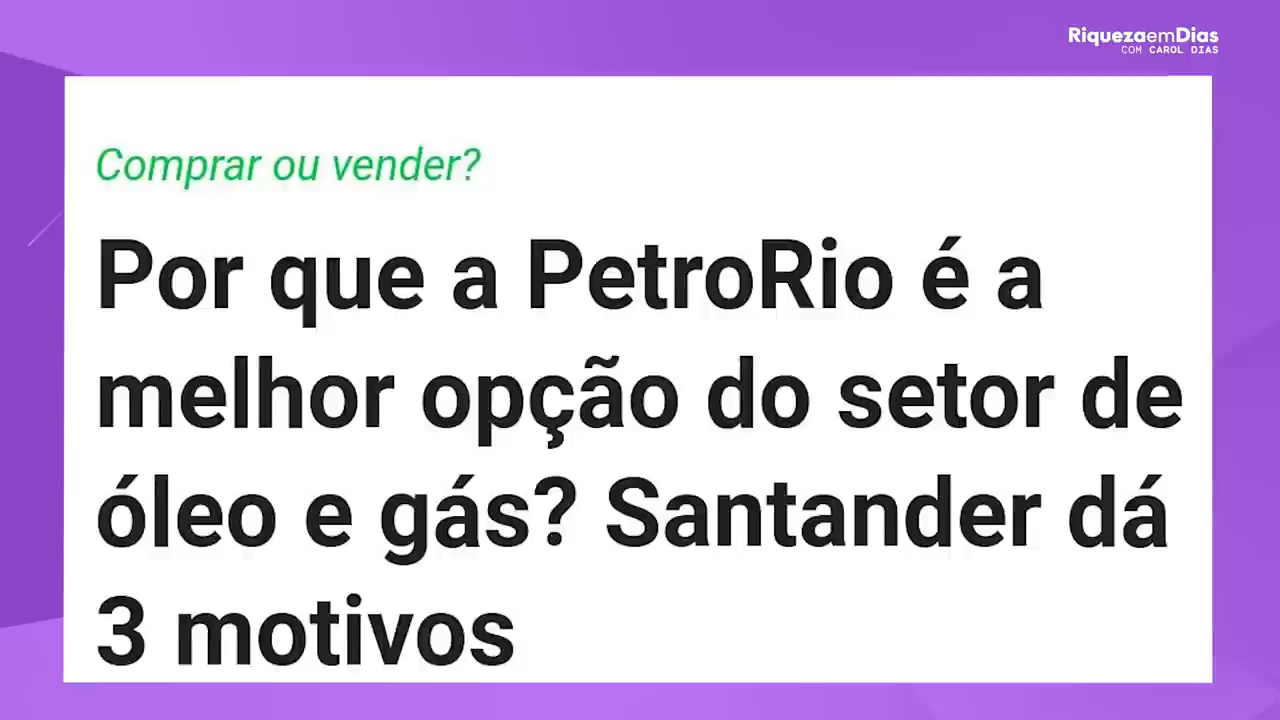 RiquezaemDias
COM CAROL DIAS
Comprar ou vender?
Por que a PetroRio é a
melhor opção do setor de
óleo e gás? Santander dá
3 motivos